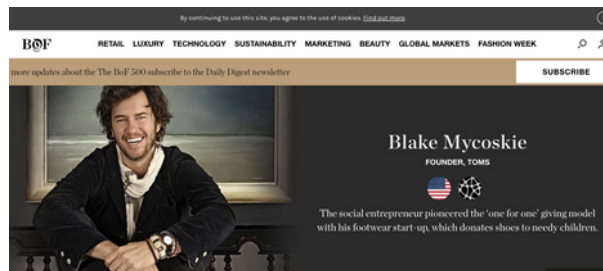 By continuing to use this site, you agree to the use of cookies. Find out more
BOF RETAIL LUXURY TECHNOLOGY SUSTAINABILITY MARKETING BEAUTY GLOBAL MARKETS FASHION WEEK
more updates about the The BoF 500 subscribe to the Daily Digest newsletter SUBSCRIBE
Blake Mycoskie
FOUNDER, TOMS
The social entrepreneur pioneered the 'one for one' giving model
with his footwear start-up, which donates shoes to needy children.